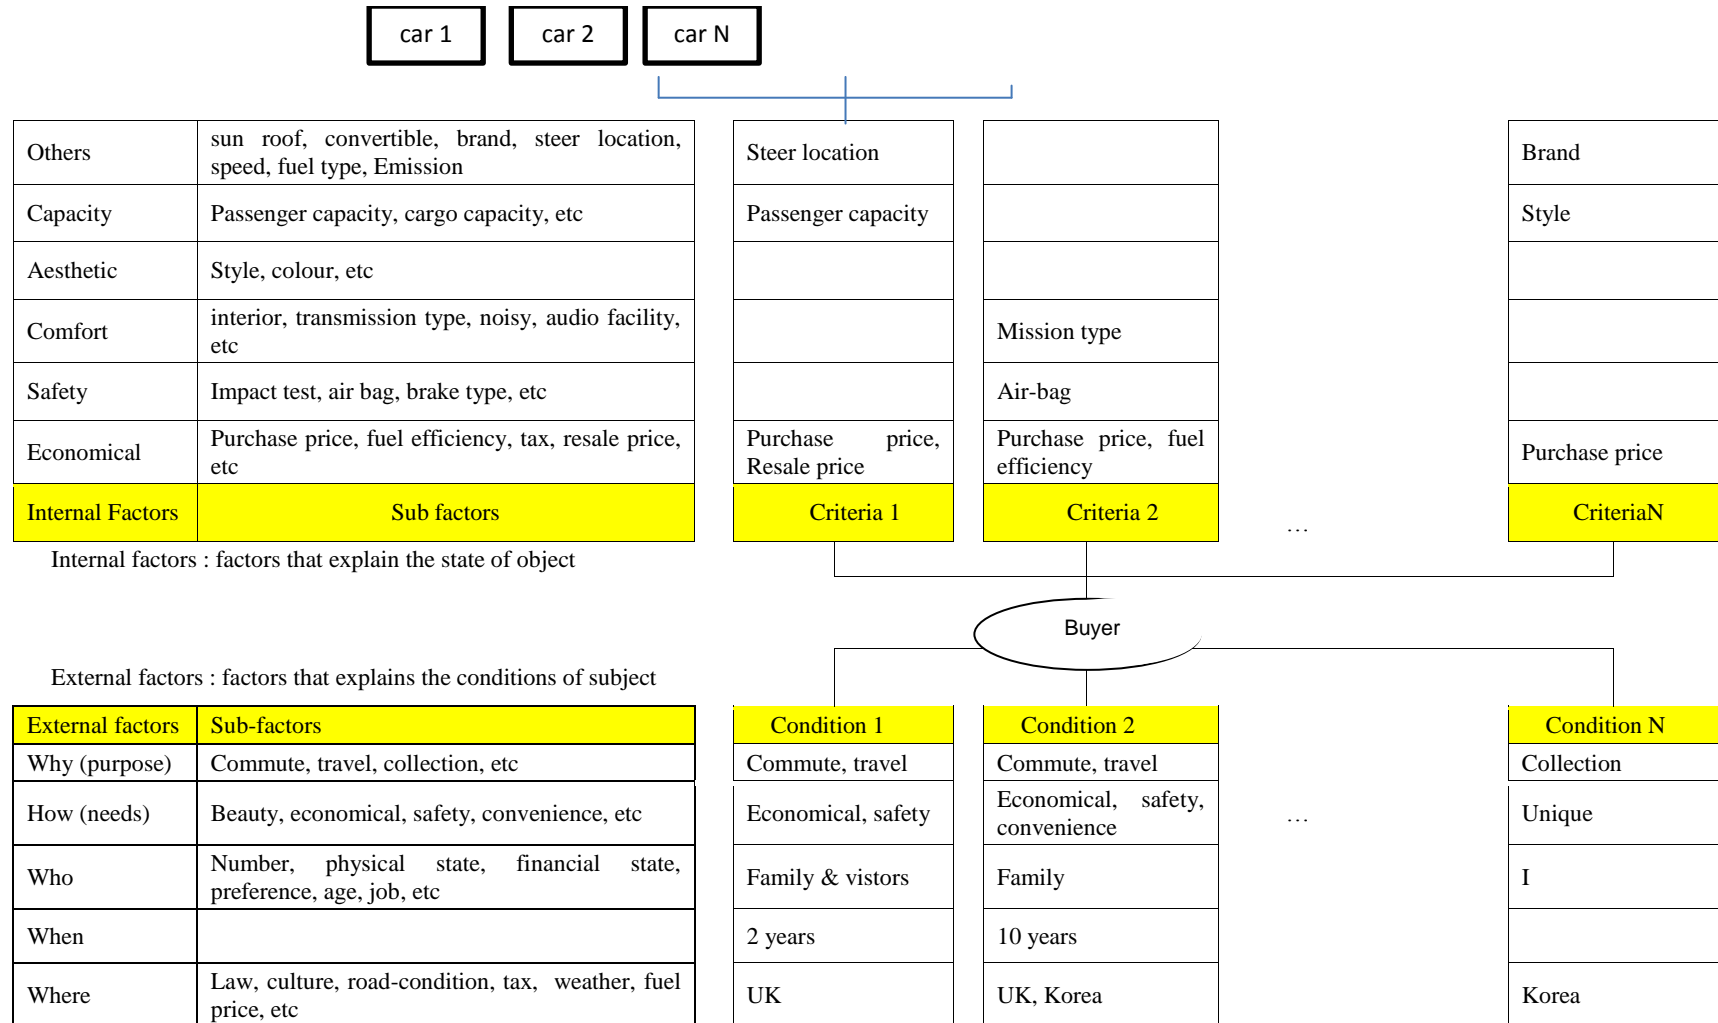 car 1 car 2 car N
Others
sun roof, convertible, brand, steer location,
speed, fuel type, Emission
Steer location
Brand
Capacity
Passenger capacity, cargo capacity, etc
Passenger capacity
Style
Aesthetic
Style, colour, etc
Comfort
interior, transmission type, noisy, audio facility,
etc
Mission type
Safety
Impact test, air bag, brake type, etc
Air-bag
Economical
Purchase price, fuel efficiency, tax, resale price,
etc
Purchase price,
Resale price
Purchase price, fuel
efficiency
Purchase price
Internal Factors
Sub factors
Criteria 1
Criteria 2
…
CriteriaN
Internal factors : factors that explain the state of object
Buyer
External factors : factors that explains the conditions of subject
External factors
Sub-factors
Condition 1
Condition 2
Condition N
Why (purpose)
Commute, travel, collection, etc
Commute, travel
Commute, travel
Collection
How (needs)
Beauty, economical, safety, convenience, etc
Economical, safety
Economical, safety,
convenience
…
Unique
Who
Number, physical state, financial state,
preference, age, job, etc
Family & vistors
Family
I
When
2 years
10 years
Where
Law, culture, road-condition, tax, weather, fuel
price, etc
UK
UK, Korea
Korea